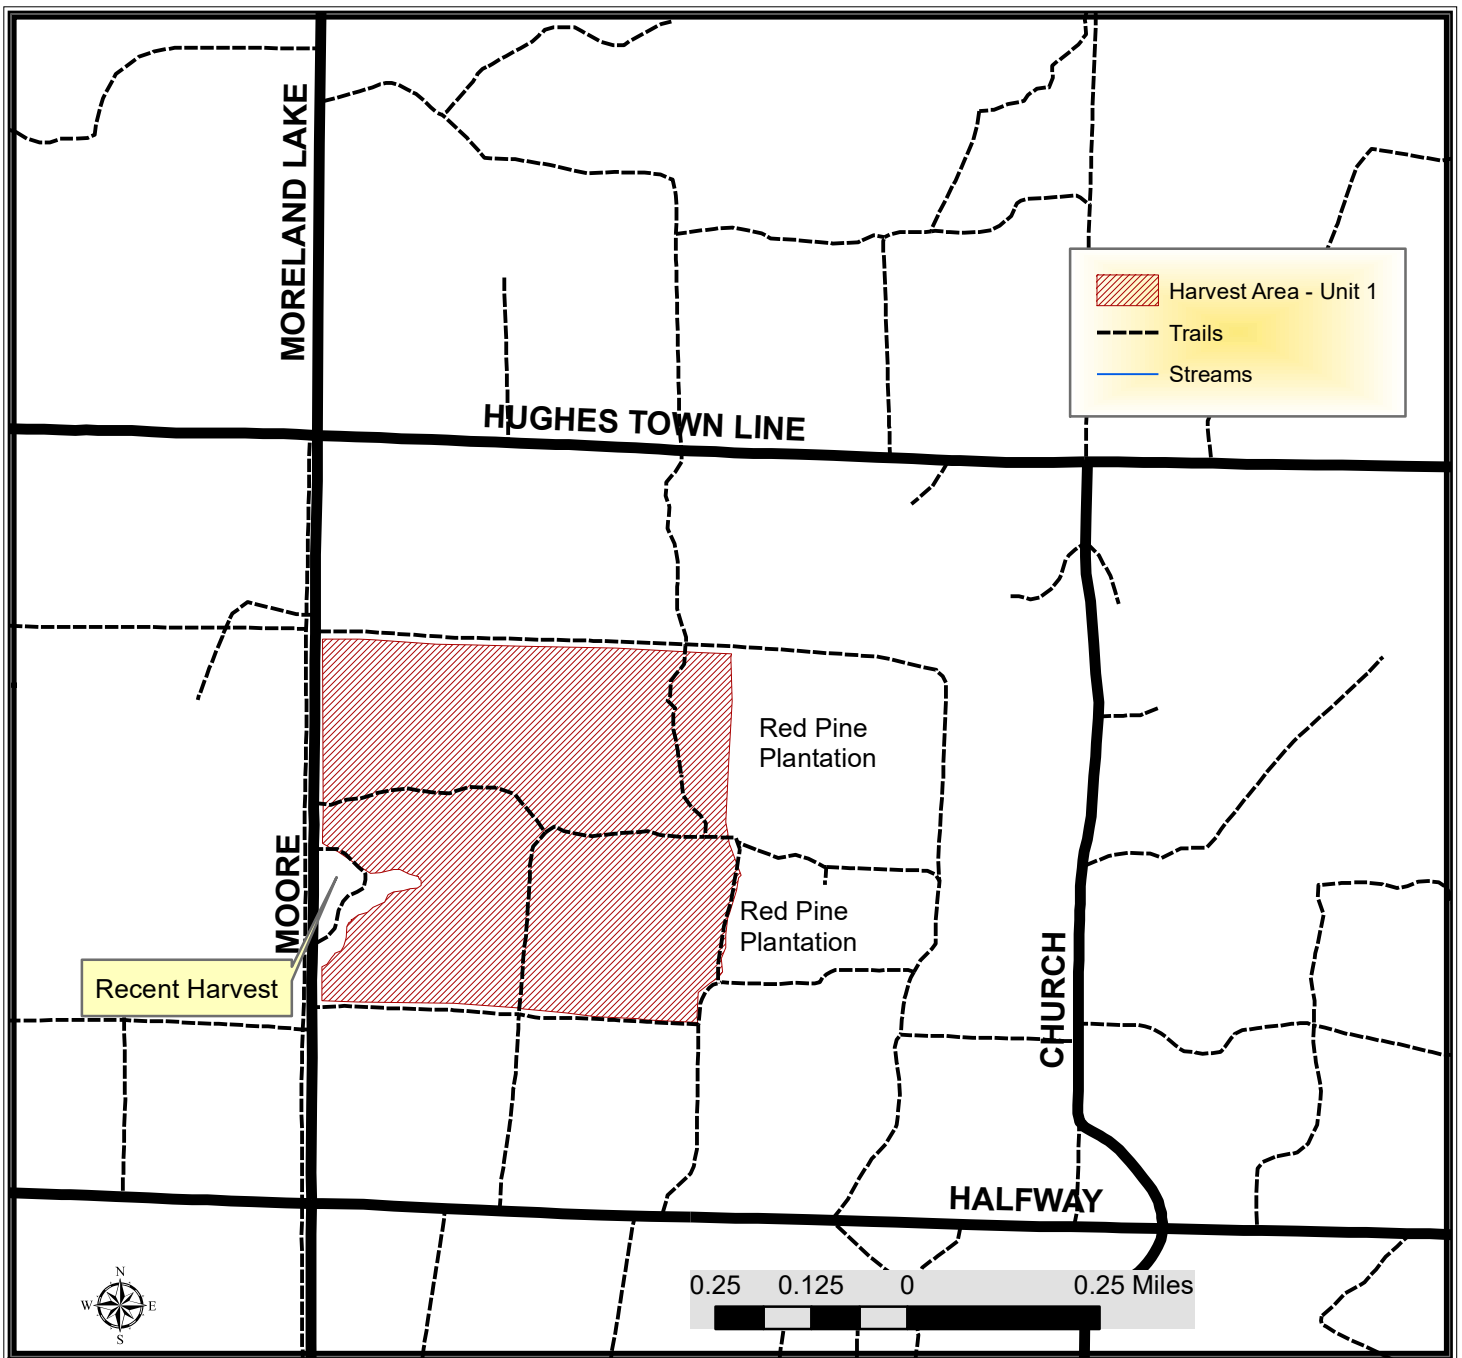 MORELAND LAKE
Harvest Area - Unit 1
Trails
Streams
HUGHES TOWN LINE
Red Pine
Plantation
MOORE
Red Pine
Plantation
Recent Harvest
CHURCH
HALFWAY
N
W E
S
0.25 0.125 0 0.25 Miles